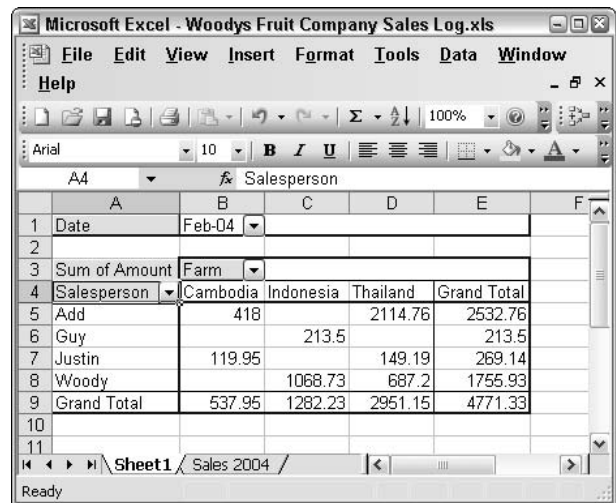 Microsoft Excel - Woodys Fruit Company Sales Log.xls
File Edit View Insert Format Tools Data Window
Help
100%
Arial 10 B I U A
A4 fx Salesperson
A B C D E F
1 Date Feb-04
2
3 Sum of Amount Farm
4 Salesperson Cambodia Indonesia Thailand Grand Total
5 Add 418 2114.76 2532.76
6 Guy 213.5 213.5
7 Justin 119.95 149.19 269.14
8 Woody 1068.73 687.2 1755.93
9 Grand Total 537.95 1282.23 2951.15 4771.33
10
11
Sheet1 Sales 2004
Ready